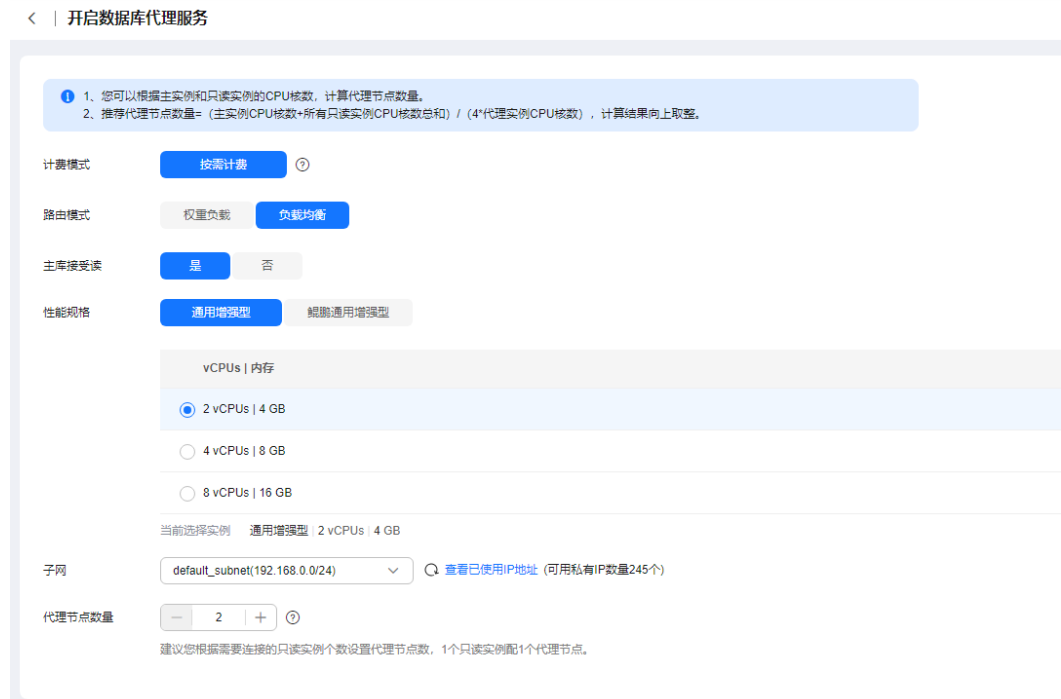 开启数据库代理服务
1、您可以根据主实例和只读实例的CPU核数，计算代理节点数量。
2、推荐代理节点数量=（主实例CPU核数+所有只读实例CPU核数总和）/（4*代理实例CPU核数），计算结果向上取整。
计费模式 按需计费
路由模式 权重负载 负载均衡
主库接受读 是 否
性能规格 通用增强型 鲲鹏通用增强型
vCPUs | 内存
2 vCPUs | 4 GB
4 vCPUs | 8 GB
8 vCPUs | 16 GB
当前选择实例 通用增强型 | 2 vCPUs | 4 GB
子网 default_subnet(192.168.0.0/24) 查看已使用IP地址 (可用私有IP数量245个)
代理节点数量 2
建议您根据需要连接的只读实例个数设置代理节点数，1个只读实例配1个代理节点。